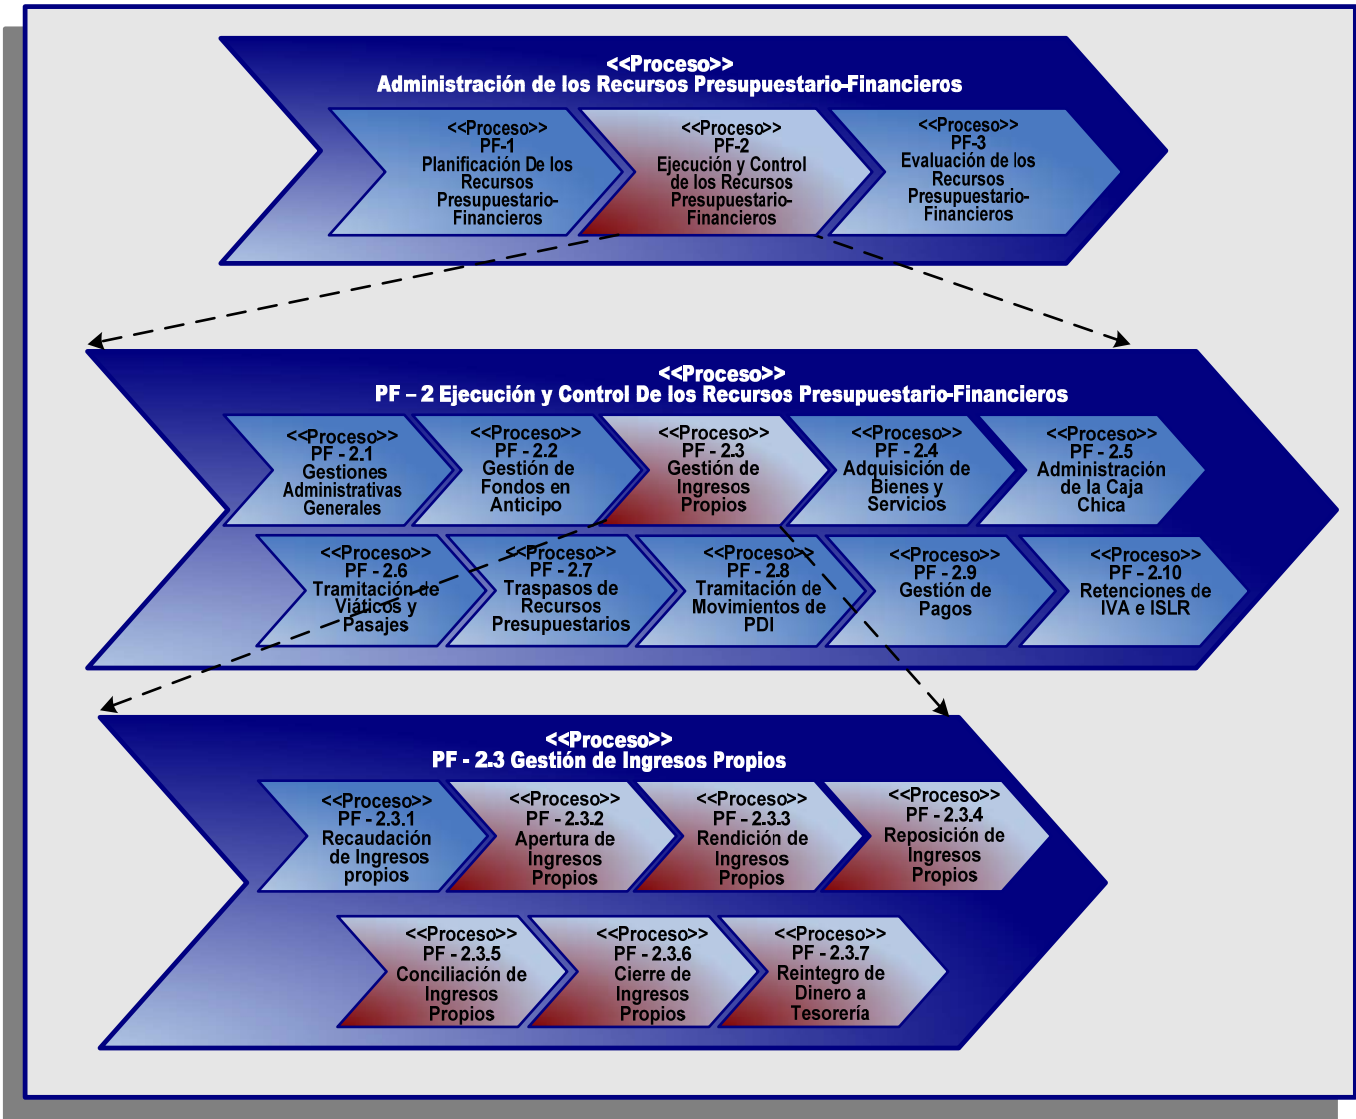 <<Proceso>>
Administración de los Recursos Presupuestario-Financieros
<<Proceso>>
PF-1
Planificación De los
Recursos
Presupuestario-
Financieros
<<Proceso>>
PF-2
Ejecución y Control
de los Recursos
Presupuestario-
Financieros
<<Proceso>>
PF-3
Evaluación de los
Recursos
Presupuestario-
Financieros
<<Proceso>>
PF – 2 Ejecución y Control De los Recursos Presupuestario-Financieros
<<Proceso>>
PF - 2.1
Gestiones
Administrativas
Generales
<<Proceso>>
PF - 2.2
Gestión de
Fondos en
Anticipo
<<Proceso>>
PF - 2.3
Gestión de
Ingresos
Propios
<<Proceso>>
PF - 2.4
Adquisición de
Bienes y
Servicios
<<Proceso>>
PF - 2.5
Administración
de la Caja
Chica
<<Proceso>>
PF - 2.6
Tramitación de
Viáticos y
Pasajes
<<Proceso>>
PF - 2.7
Traspasos de
Recursos
Presupuestarios
<<Proceso>>
PF - 2.8
Tramitación de
Movimientos de
PDI
<<Proceso>>
PF - 2.9
Gestión de
Pagos
<<Proceso>>
PF - 2.10
Retenciones de
IVA e ISLR
<<Proceso>>
PF - 2.3 Gestión de Ingresos Propios
<<Proceso>>
PF - 2.3.1
Recaudación
de Ingresos
propios
<<Proceso>>
PF - 2.3.2
Apertura de
Ingresos
Propios
<<Proceso>>
PF - 2.3.3
Rendición de
Ingresos
Propios
<<Proceso>>
PF - 2.3.4
Reposición de
Ingresos
Propios
<<Proceso>>
PF - 2.3.5
Conciliación de
Ingresos
Propios
<<Proceso>>
PF - 2.3.6
Cierre de
Ingresos
Propios
<<Proceso>>
PF - 2.3.7
Reintegro de
Dinero a
Tesorería